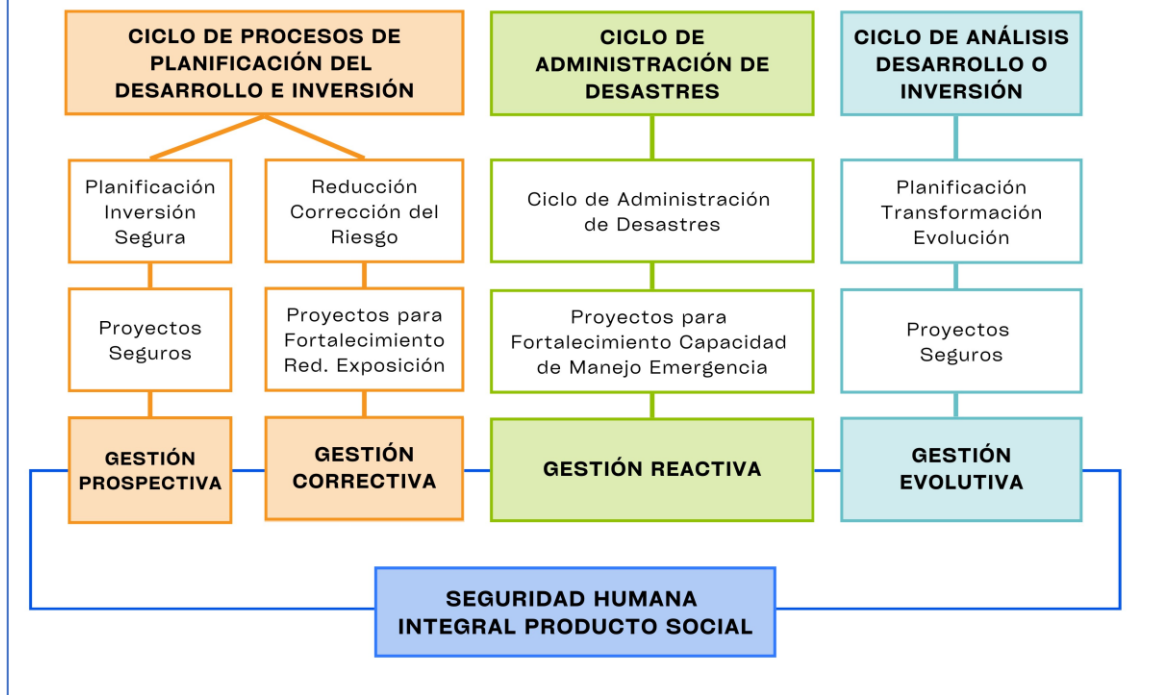 CICLO DE PROCESOS DE
PLANIFICACIÓN DEL
DESARROLLO E INVERSIÓN
CICLO DE
ADMINISTRACIÓN DE
DESASTRES
CICLO DE ANÁLISIS
DESARROLLO O
INVERSIÓN
Planificación
Inversión
Segura
Reducción
Corrección del
Riesgo
Ciclo de Administración
de Desastres
Planificación
Transformación
Evolución
Proyectos
Seguros
Proyectos para
Fortalecimiento
Red. Exposición
Proyectos para
Fortalecimiento Capacidad
de Manejo Emergencia
Proyectos
Seguros
GESTIÓN
PROSPECTIVA
GESTIÓN
CORRECTIVA
GESTIÓN REACTIVA
GESTIÓN
EVOLUTIVA
SEGURIDAD HUMANA
INTEGRAL PRODUCTO SOCIAL